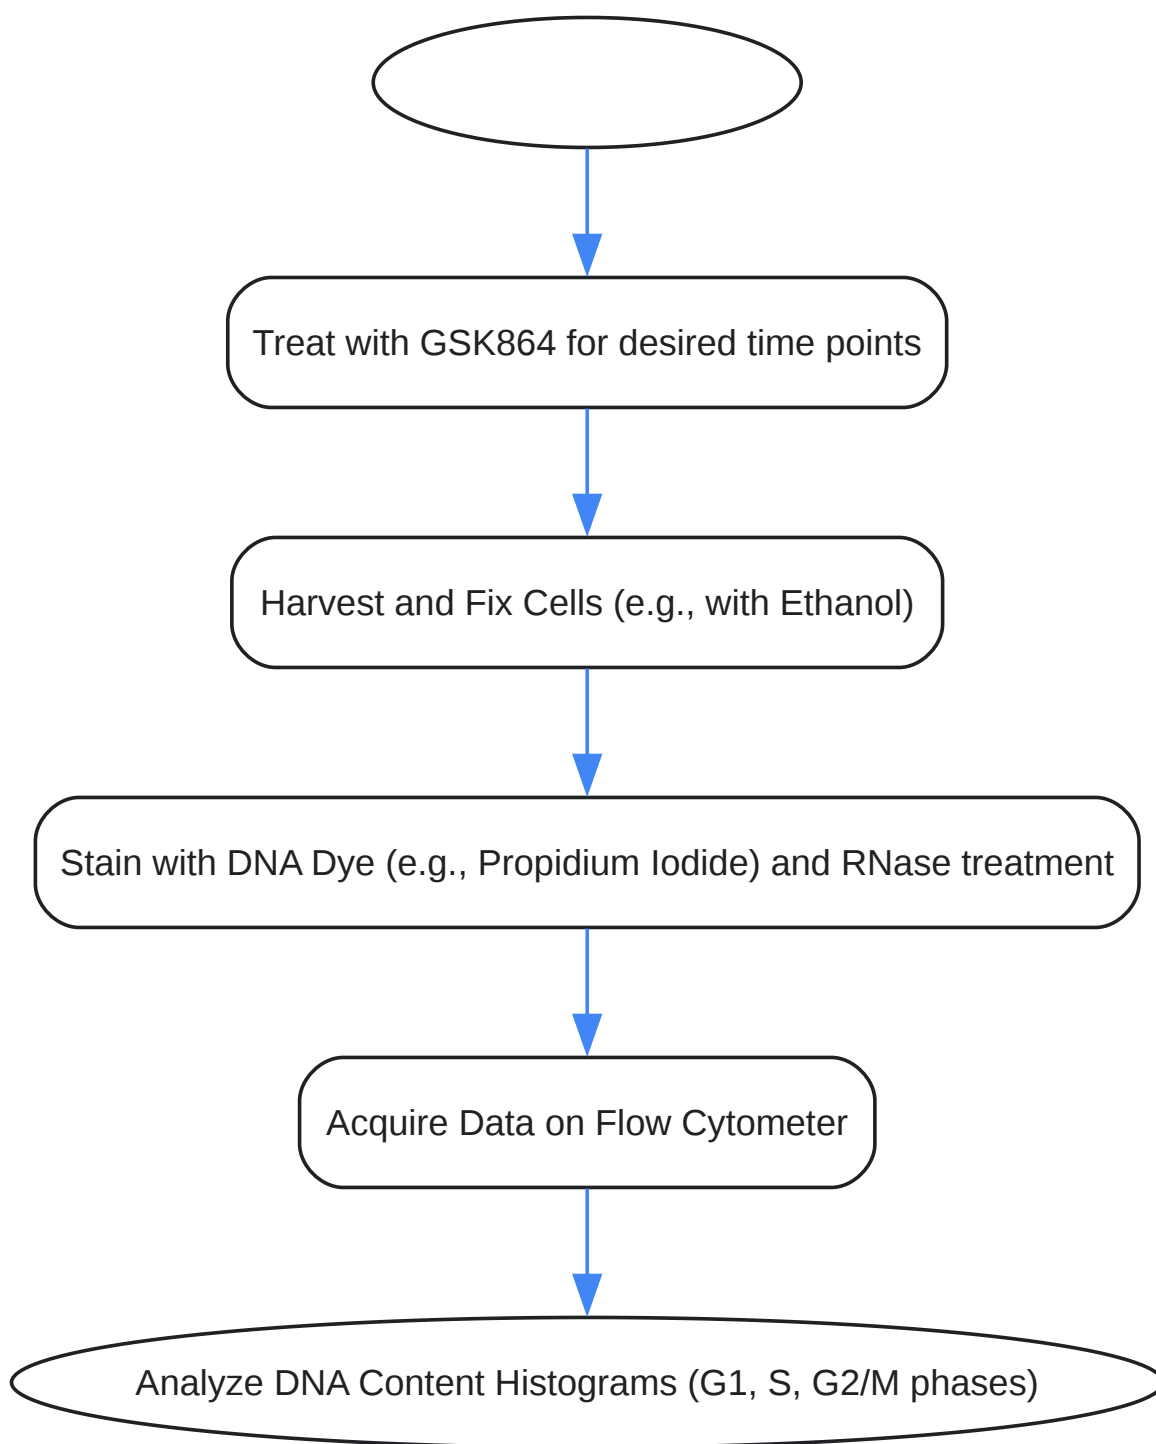 Treat with GSK864 for desired time points
Harvest and Fix Cells (e.g., with Ethanol)
Stain with DNA Dye (e.g., Propidium Iodide) and RNase treatment
Acquire Data on Flow Cytometer
Analyze DNA Content Histograms (G1, S, G2/M phases)